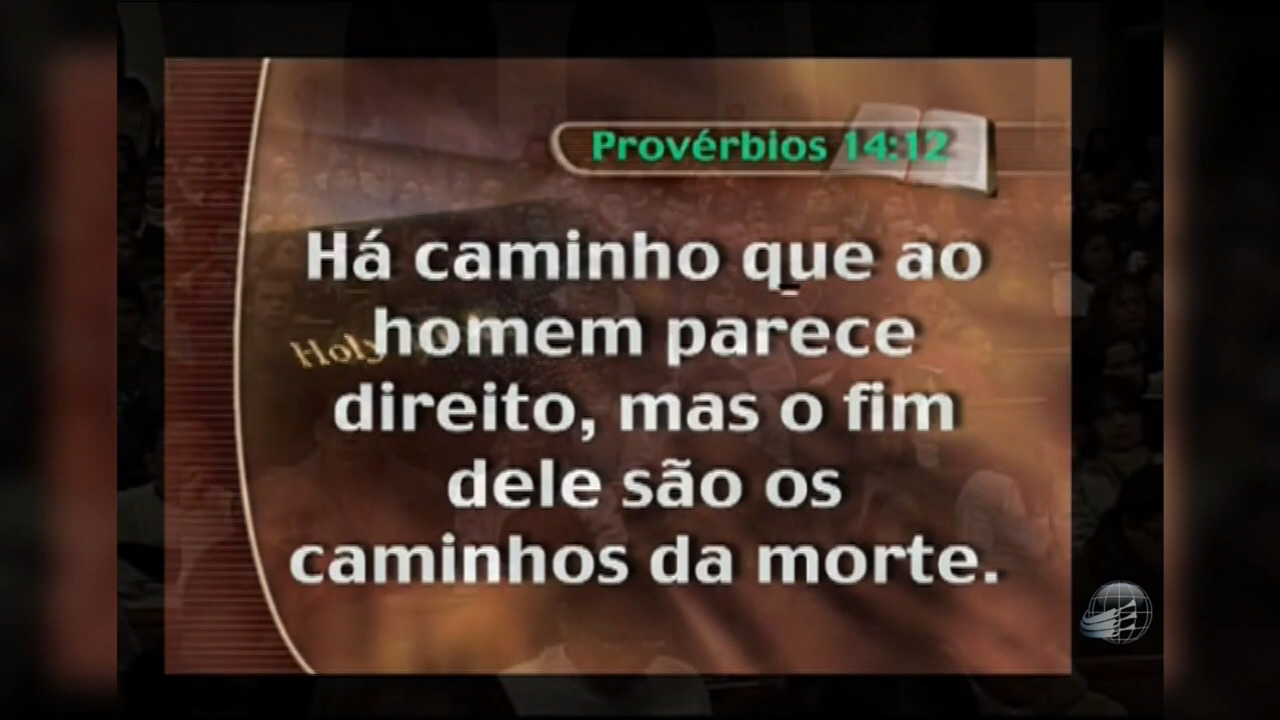 Provérbios 14:12
Há caminho que ao
homem parece
direito, mas o fim
dele são os
caminhos da morte.
Holy